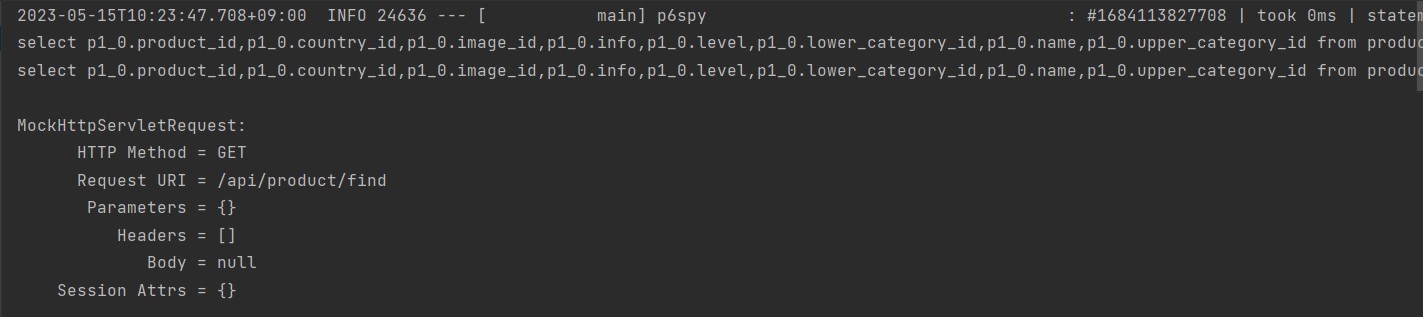 2023-05-15T10:23:47.708+09:00  INFO 24636 --- [           main] p6spy                                    : #1684113827708 | took 0ms | statem
select p1_0.product_id,p1_0.country_id,p1_0.image_id,p1_0.info,p1_0.level,p1_0.lower_category_id,p1_0.name,p1_0.upper_category_id from produc
select p1_0.product_id,p1_0.country_id,p1_0.image_id,p1_0.info,p1_0.level,p1_0.lower_category_id,p1_0.name,p1_0.upper_category_id from produc
MockHttpServletRequest:
HTTP Method = GET
Request URI = /api/product/find
Parameters = {}
Headers = []
Body = null
Session Attrs = {}